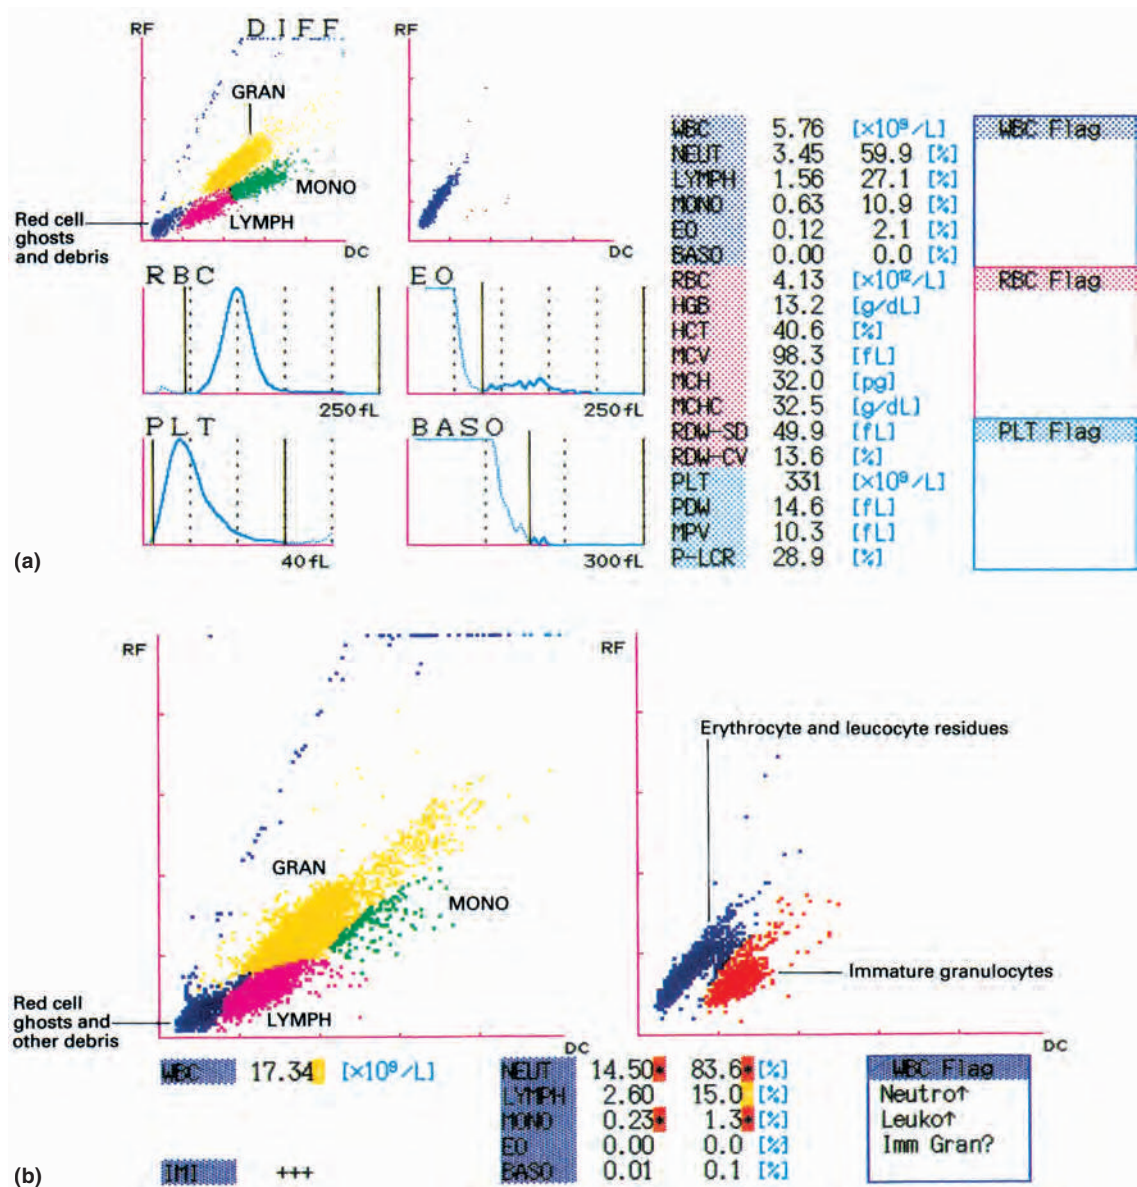 RF
DIFF
GRAN
MONO
LYMPH
Red cell
ghosts
and debris
DC
RF
DC
RBC
250 fL
EO
250 fL
PLT
40 fL
BASO
300 fL
WBC 5.76 [×10⁹/L]
NEUT 3.45 59.9 [%]
LYMPH 1.56 27.1 [%]
MONO 0.63 10.9 [%]
EO 0.12 2.1 [%]
BASO 0.00 0.0 [%]
RBC 4.13 [×10¹²/L]
HGB 13.2 [g/dL]
HCT 40.6 [%]
MCV 98.3 [fL]
MCH 32.0 [pg]
MCHC 32.5 [g/dL]
RDW-SD 49.9 [fL]
RDW-CV 13.6 [%]
PLT 331 [×10⁹/L]
PDW 14.6 [fL]
MPV 10.3 [fL]
P-LCR 28.9 [%]
WBC Flag
RBC Flag
PLT Flag
(a)
RF
GRAN
MONO
LYMPH
Red cell
ghosts and
other debris
DC
RF
Erythrocyte and leucocyte residues
Immature granulocytes
DC
WBC 17.34 [×10⁹/L]
IMI +++
NEUT 14.50* 83.6* [%]
LYMPH 2.60 15.0 [%]
MONO 0.23* 1.3* [%]
EO 0.00 0.0 [%]
BASO 0.01 0.1 [%]
WBC Flag
Neutro↑
Leuko↑
Imm Gran?
(b)